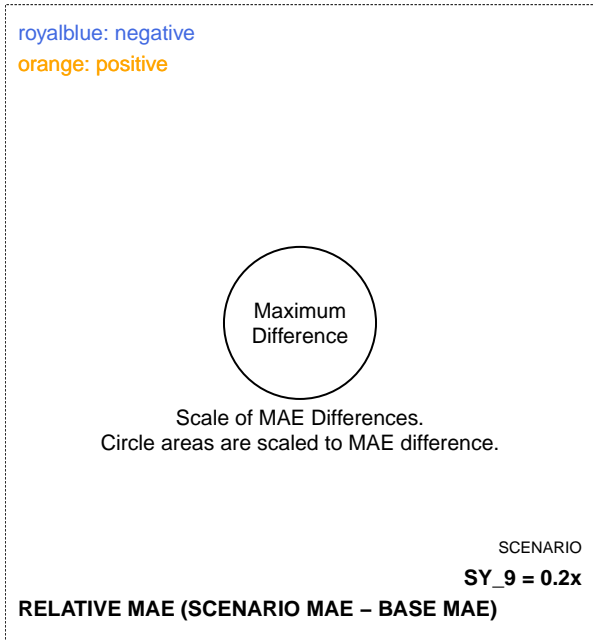 royalblue: negative
orange: positive
Maximum
Difference
Scale of MAE Differences.
Circle areas are scaled to MAE difference.
SCENARIO
SY_9 = 0.2x
RELATIVE MAE (SCENARIO MAE – BASE MAE)